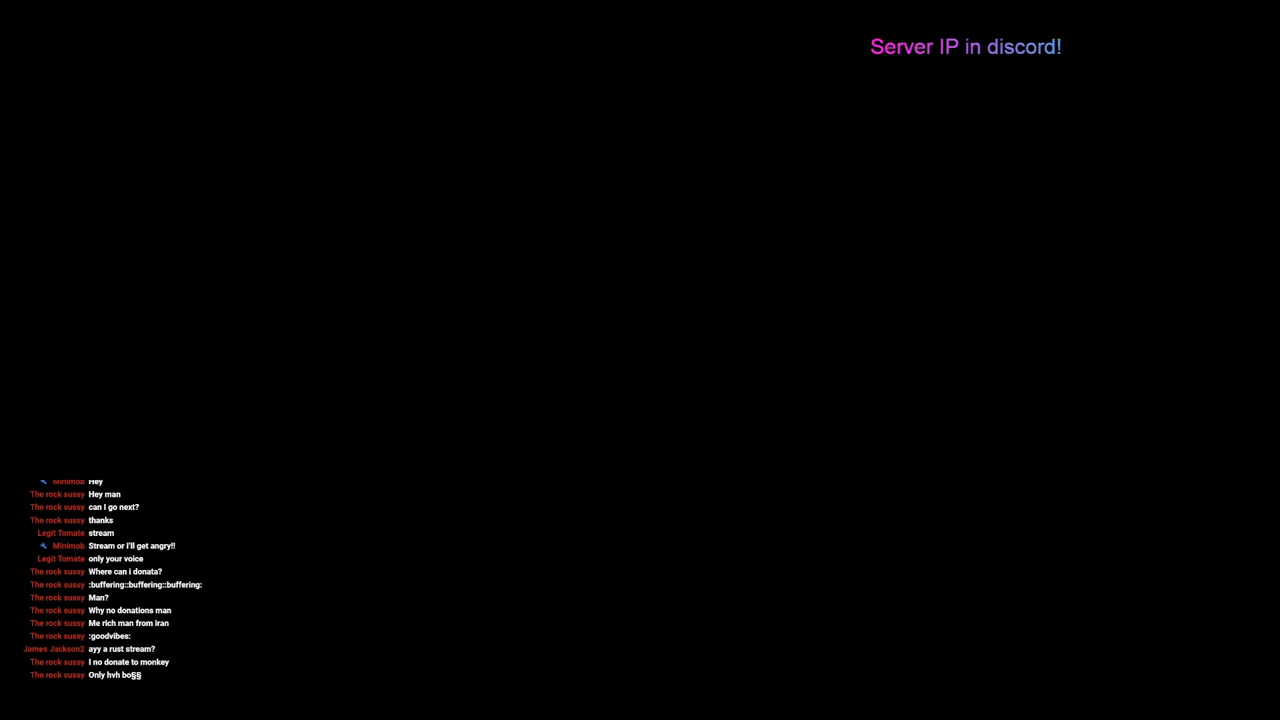 Server IP in discord!
Minimob Hey
The rock sussy Hey man
The rock sussy can I go next?
The rock sussy thanks
Legit Tomate stream
Minimob Stream or I'll get angry!!
Legit Tomate only your voice
The rock sussy Where can i donata?
The rock sussy :buffering::buffering::buffering:
The rock sussy Man?
The rock sussy Why no donations man
The rock sussy Me rich man from iran
The rock sussy :goodvibes:
James Jackson2 ayy a rust stream?
The rock sussy I no donate to monkey
The rock sussy Only hvh bo§§